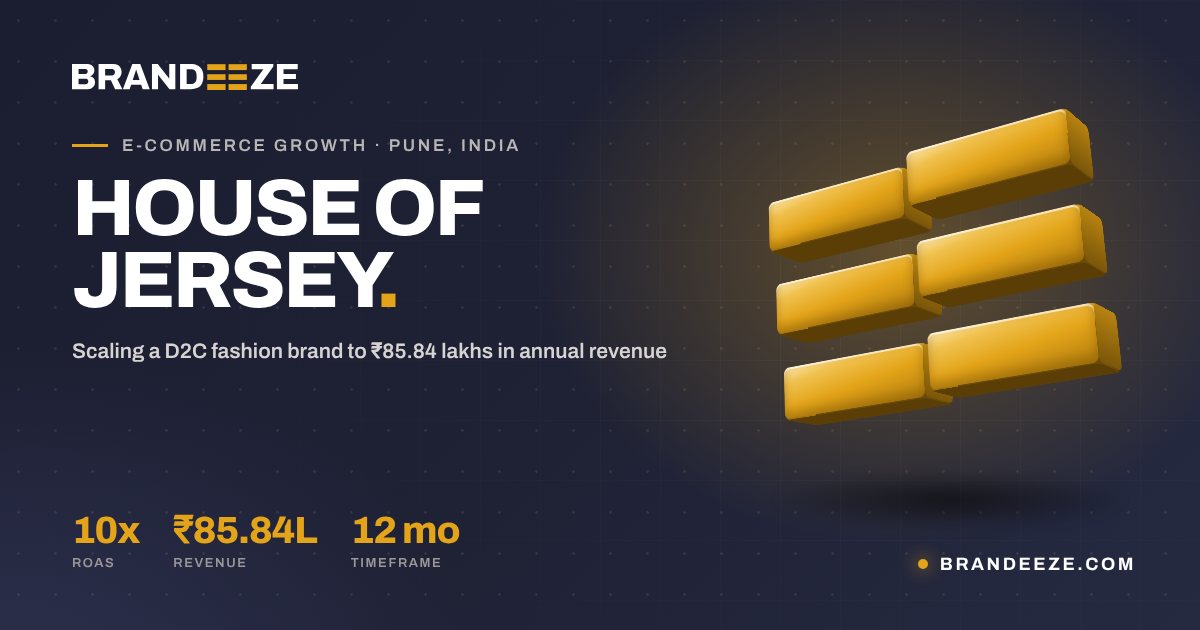 BRANDEEZE
E-COMMERCE GROWTH · PUNE, INDIA
HOUSE OF
JERSEY.
Scaling a D2C fashion brand to ₹85.84 lakhs in annual revenue
10x ₹85.84L 12 mo
ROAS REVENUE TIMEFRAME
BRANDEEZE.COM